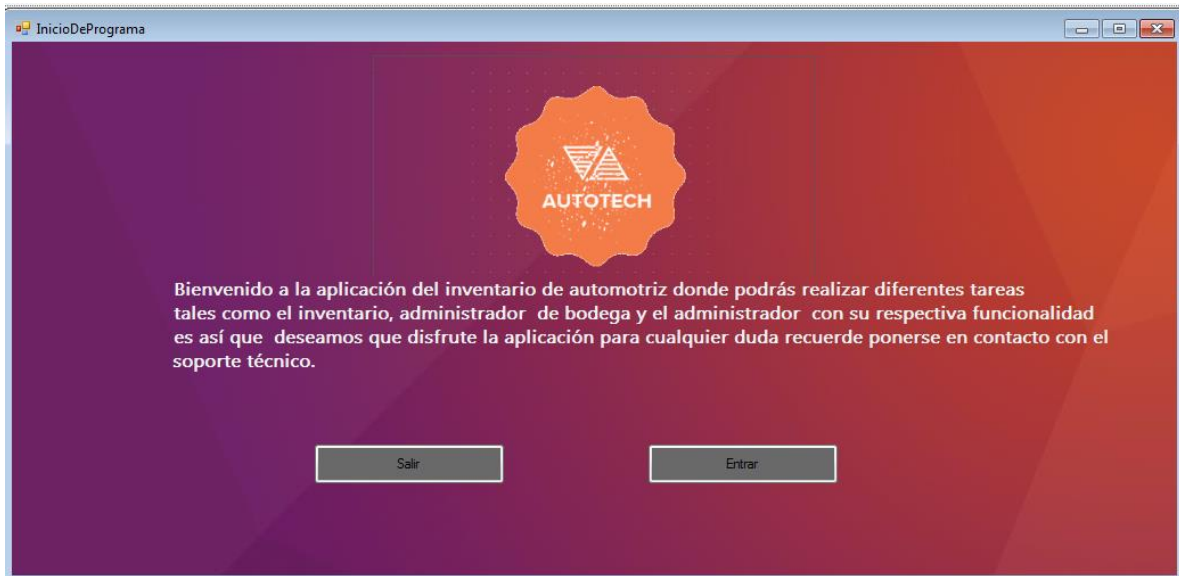 InicioDePrograma
AUTOTECH
Bienvenido a la aplicación del inventario de automotriz donde podrás realizar diferentes tareas
tales como el inventario, administrador de bodega y el administrador con su respectiva funcionalidad
es así que deseamos que disfrute la aplicación para cualquier duda recuerde ponerse en contacto con el
soporte técnico.
Salir
Entrar